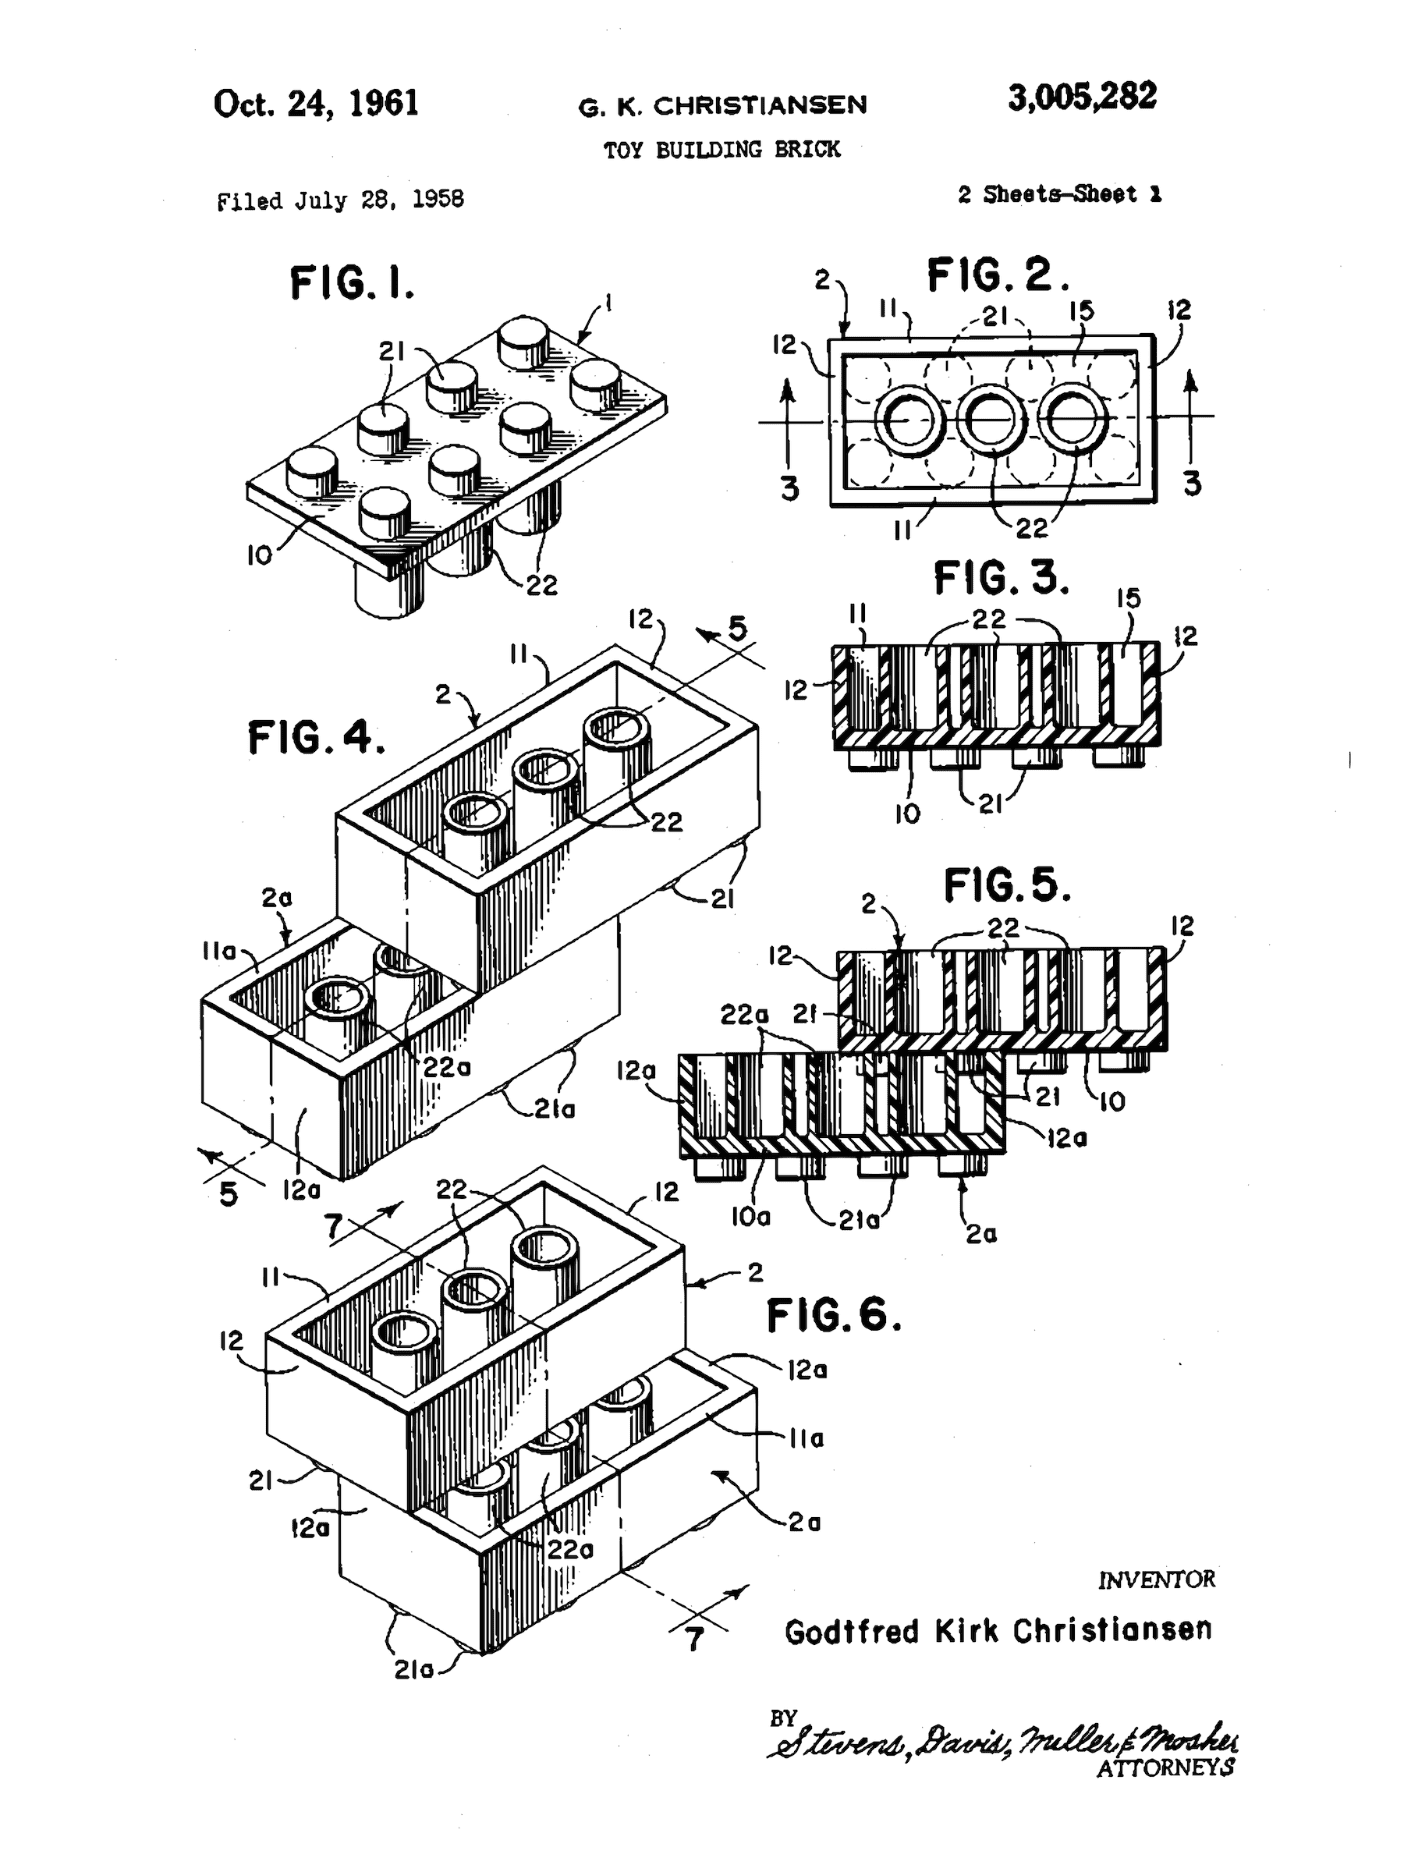 Oct. 24, 1961
G. K. CHRISTIANSEN
3,005,282
TOY BUILDING BRICK
Filed July 28, 1958
2 Sheets-Sheet 1
FIG. 1.
1
21
10
22
FIG. 2.
2
11
21
15
12
12
3
3
11
22
FIG. 3.
11
22
15
12
12
10
21
FIG. 4.
12
5
11
2
22
21
2a
11a
22a
21a
5
12a
FIG. 5.
2
22
12
12
22a
21
12a
21
10
12a
10a
21a
2a
FIG. 6.
22
12
7
11
2
12
12a
11a
21
12a
22a
2a
7
21a
INVENTOR
Godtfred Kirk Christiansen
BY
Stevens, Davis, Miller & Mosher
ATTORNEYS